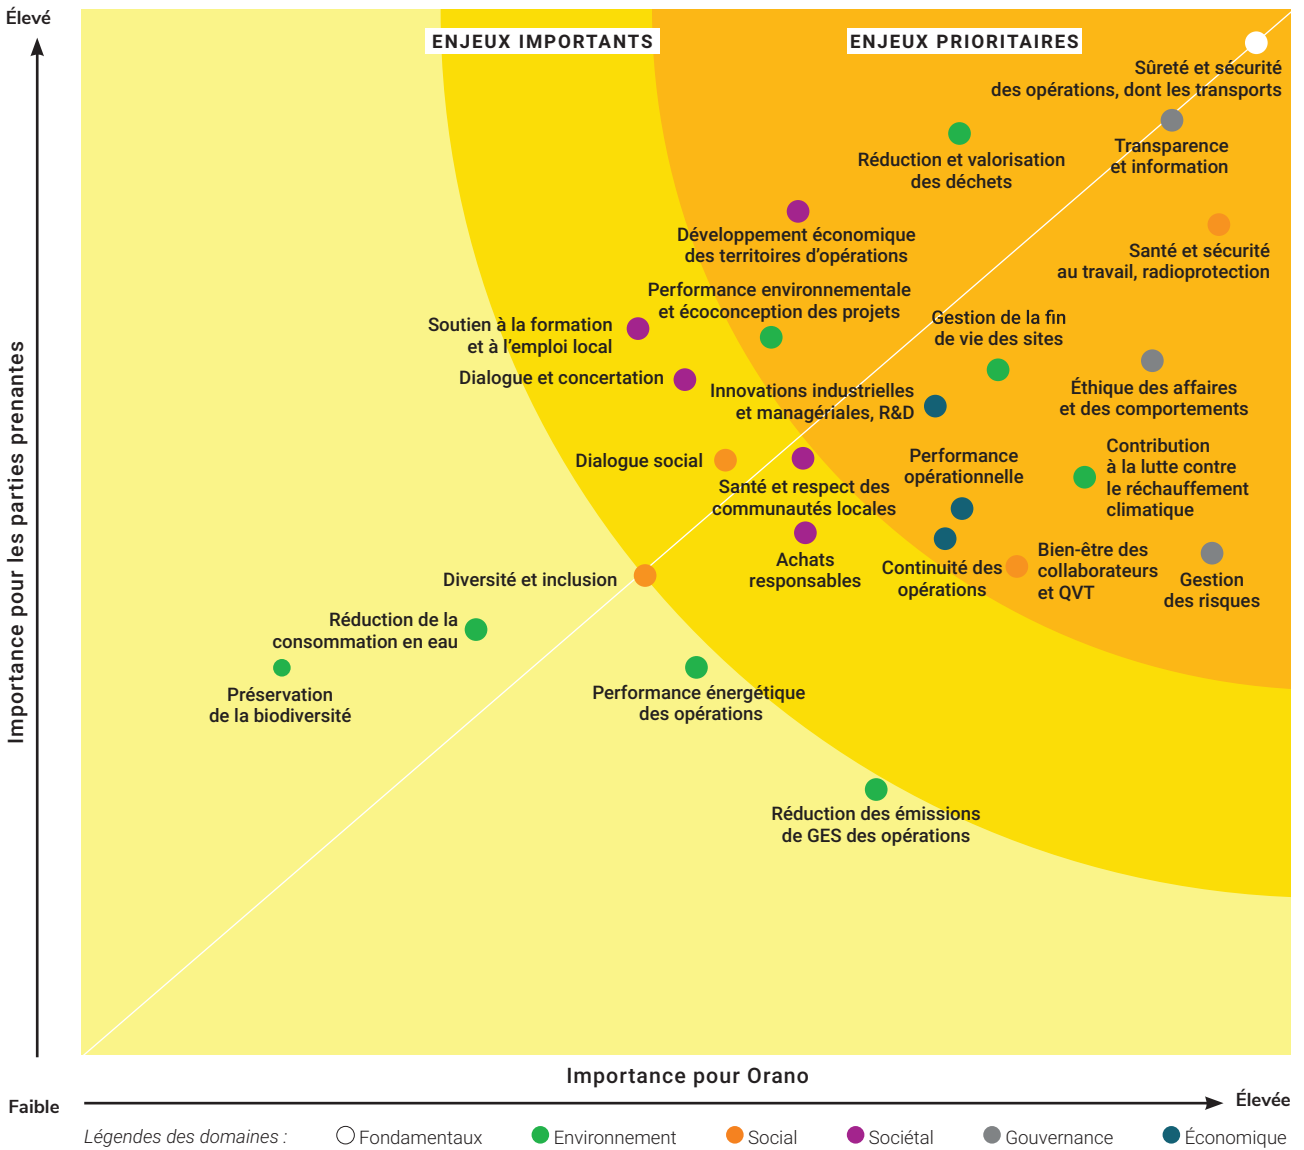 Élevé
ENJEUX IMPORTANTS
ENJEUX PRIORITAIRES
Sûreté et sécurité
des opérations, dont les transports
Transparence
et information
Réduction et valorisation
des déchets
Développement économique
des territoires d'opérations
Santé et sécurité
au travail, radioprotection
Performance environnementale
et écoconception des projets
Soutien à la formation
et à l'emploi local
Gestion de la fin
de vie des sites
Dialogue et concertation
Innovations industrielles
et managériales, R&D
Éthique des affaires
et des comportements
Dialogue social
Santé et respect des
communautés locales
Performance
opérationnelle
Contribution
à la lutte contre
le réchauffement
climatique
Achats
responsables
Continuité des
opérations
Bien-être des
collaborateurs
et QVT
Gestion
des risques
Diversité et inclusion
Réduction de la
consommation en eau
Préservation
de la biodiversité
Performance énergétique
des opérations
Réduction des émissions
de GES des opérations
Importance pour les parties prenantes
Importance pour Orano
Faible
Élevée
Légendes des domaines :
Fondamentaux
Environnement
Social
Sociétal
Gouvernance
Économique